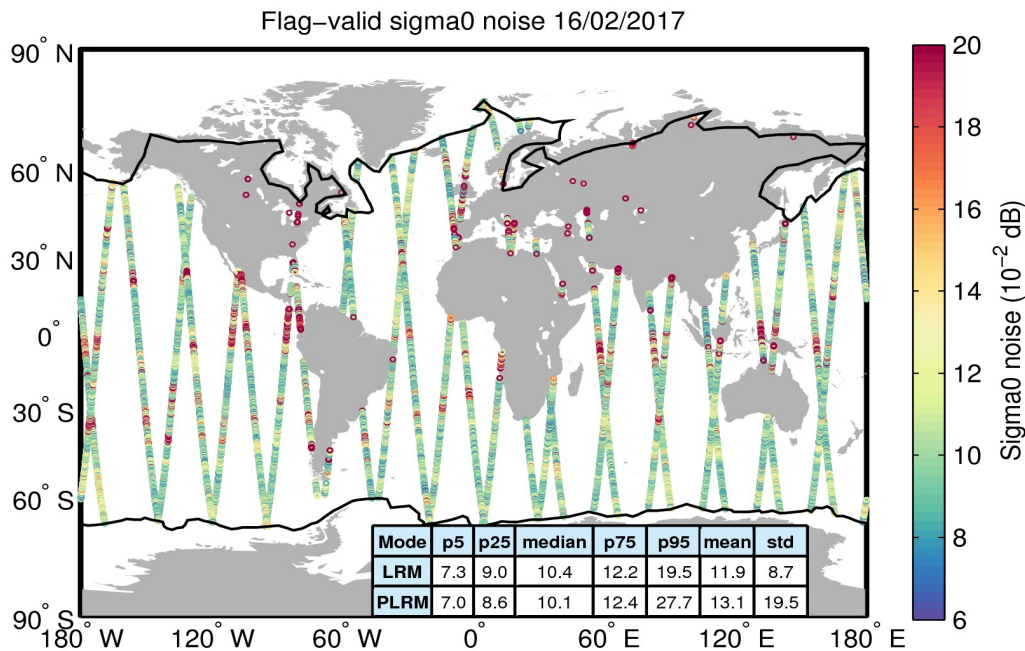 Flag−valid sigma0 noise 16/02/2017
90° N
60° N
30° N
0°
30° S
60° S
90° S
180° W
120° W
60° W
0°
60° E
120° E
180° E
Mode p5 p25 median p75 p95 mean std
LRM 7.3 9.0 10.4 12.2 19.5 11.9 8.7
PLRM 7.0 8.6 10.1 12.4 27.7 13.1 19.5
20
18
16
14
12
10
8
6
Sigma0 noise (10⁻² dB)